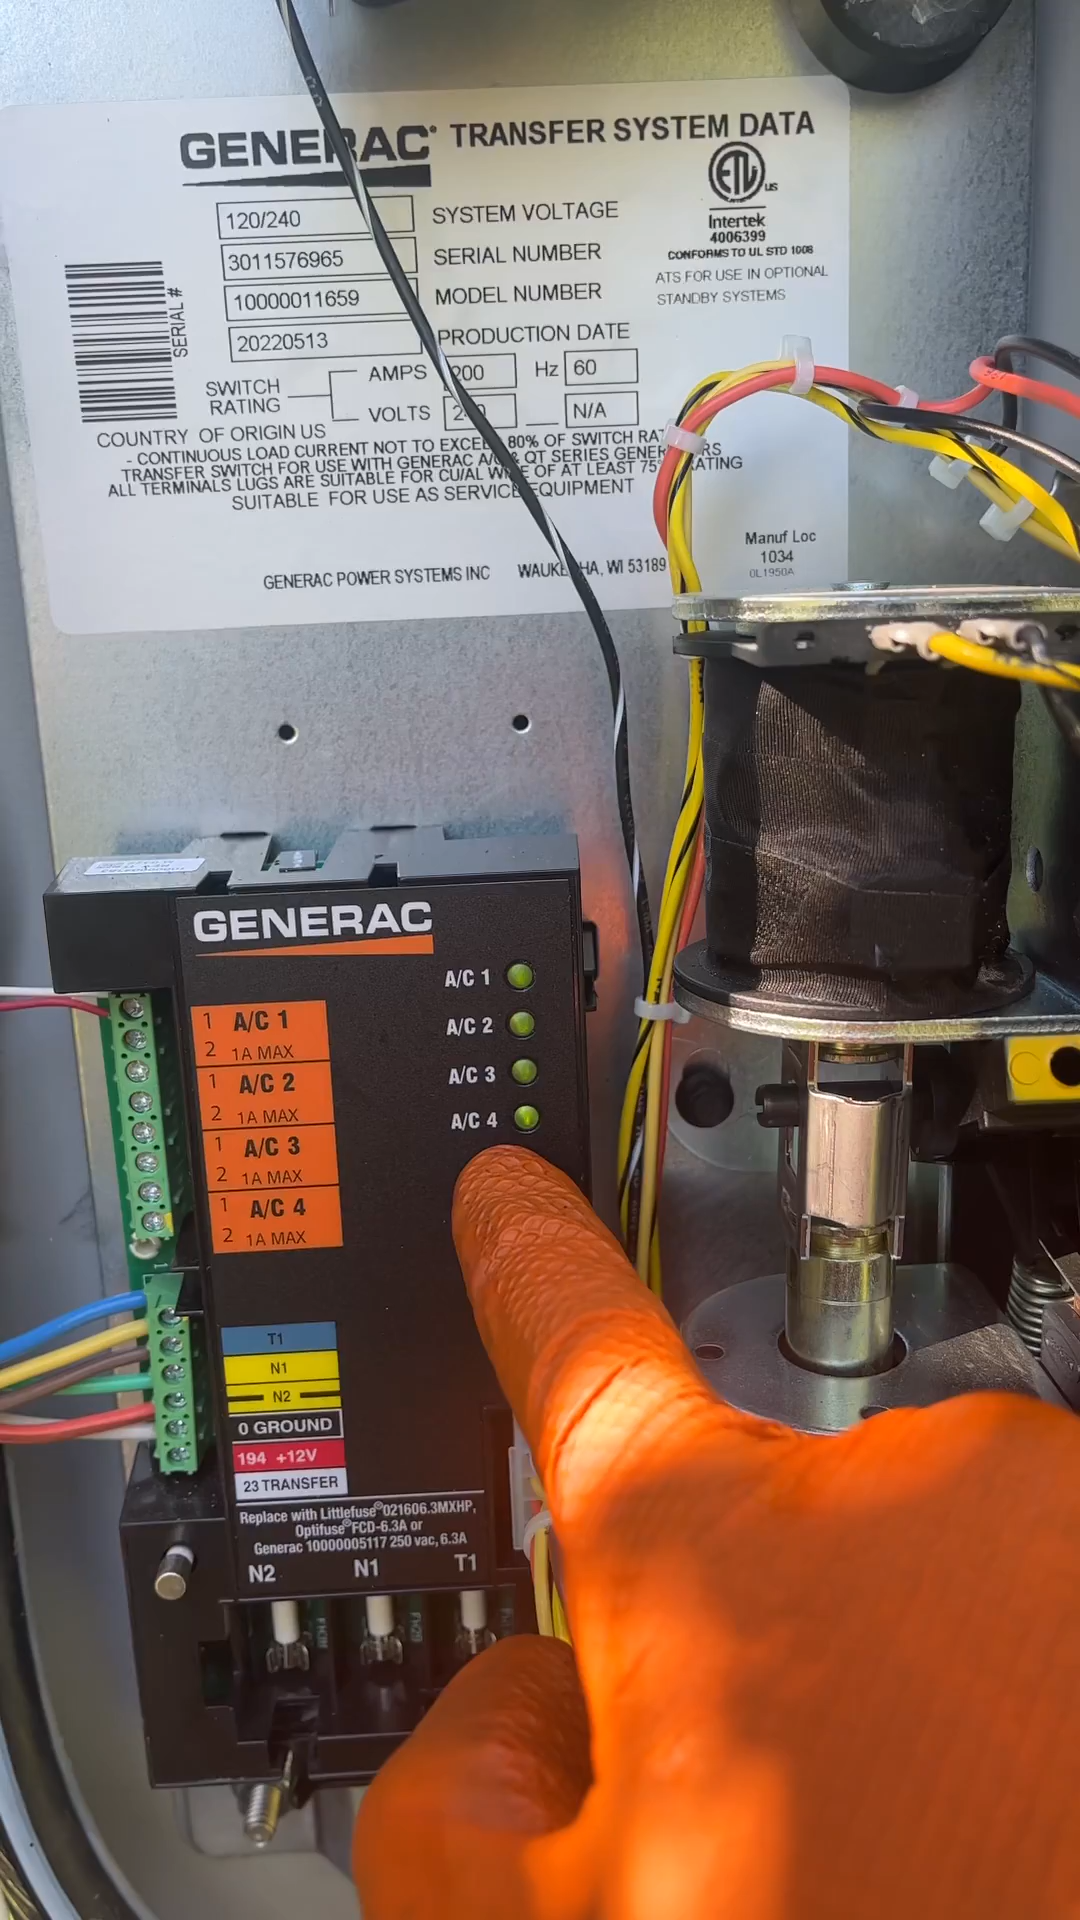 GENERAC® TRANSFER SYSTEM DATA
120/240 SYSTEM VOLTAGE
3011576965 SERIAL NUMBER
10000011659 MODEL NUMBER
20220513 PRODUCTION DATE
SERIAL #
SWITCH RATING
AMPS 200 Hz 60
VOLTS N/A
COUNTRY OF ORIGIN US
ETL US
Intertek
4006399
CONFORMS TO UL STD 1008
ATS FOR USE IN OPTIONAL
STANDBY SYSTEMS
- CONTINUOUS LOAD CURRENT NOT TO EXCEED 80% OF SWITCH
TRANSFER SWITCH FOR USE WITH GENERAC QT SERIES
ALL TERMINALS LUGS ARE SUITABLE FOR CU/AL WIRE OF AT LEAST RATING
SUITABLE FOR USE AS SERVICE EQUIPMENT
Manuf Loc
1034
0L1950A
GENERAC POWER SYSTEMS INC WAUKESHA, WI 53189
GENERAC
A/C 1
A/C 2
A/C 3
A/C 4
1 A/C 1
2 1A MAX
1 A/C 2
2 1A MAX
1 A/C 3
2 1A MAX
1 A/C 4
2 1A MAX
T1
N1
N2
0 GROUND
194 +12V
23 TRANSFER
Replace with Littlefuse®021606.3MXHP,
Optifuse®FCD-6.3A or
Generac 10000005117 250 vac, 6.3A
N2 N1 T1